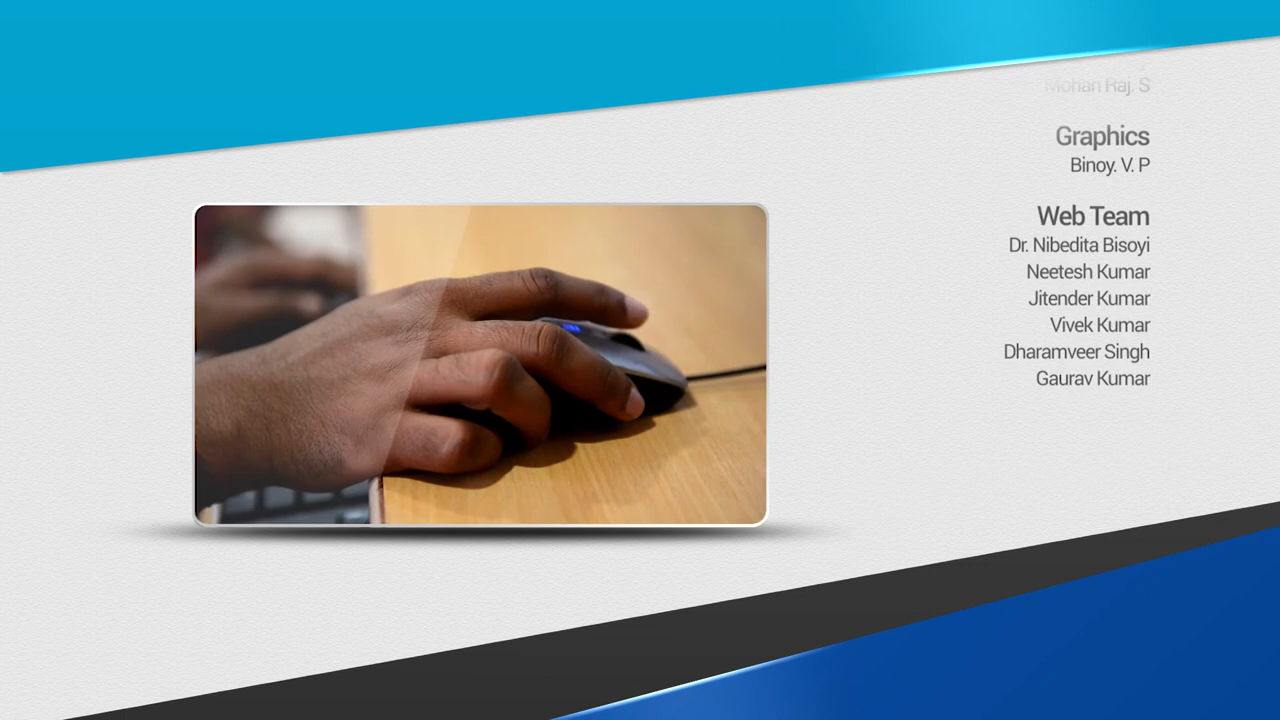 Mohan Raj. S
Graphics
Binoy. V. P
Web Team
Dr. Nibedita Bisoyi
Neetesh Kumar
Jitender Kumar
Vivek Kumar
Dharamveer Singh
Gaurav Kumar